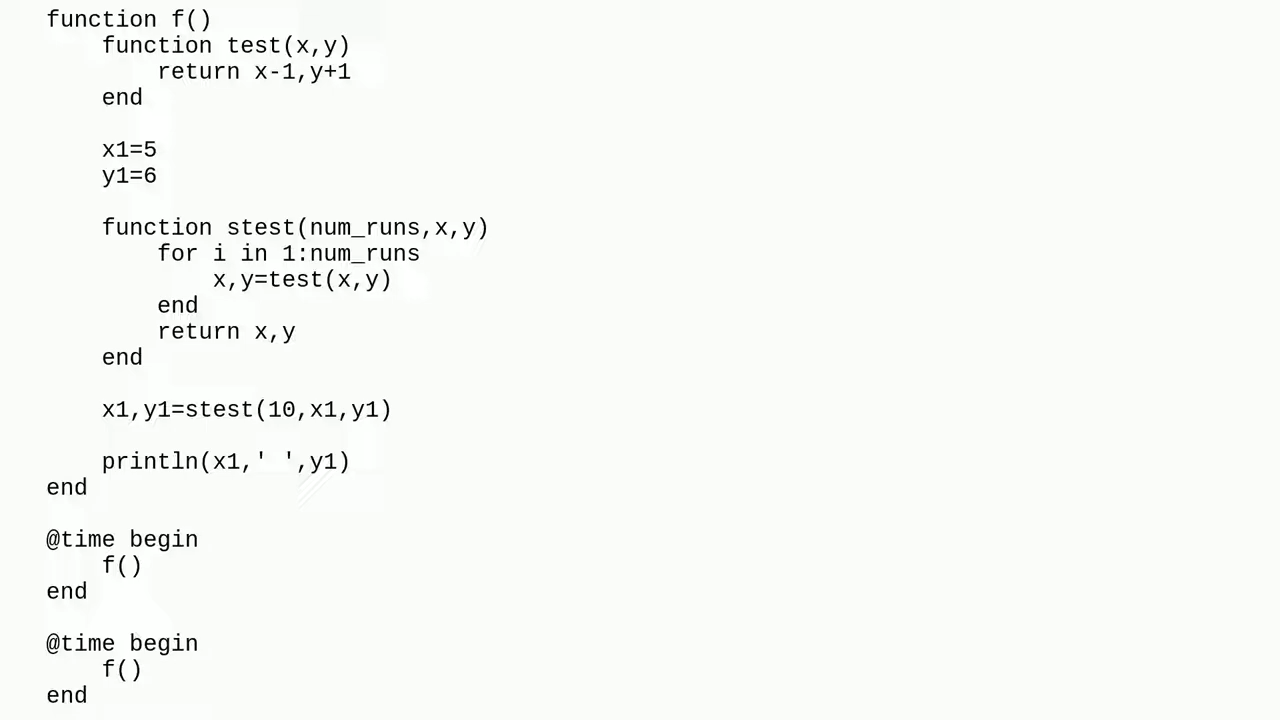 function f()
    function test(x,y)
        return x-1,y+1
    end

    x1=5
    y1=6

    function stest(num_runs,x,y)
        for i in 1:num_runs
            x,y=test(x,y)
        end
        return x,y
    end

    x1,y1=stest(10,x1,y1)

    println(x1,' ',y1)
end

@time begin
    f()
end

@time begin
    f()
end